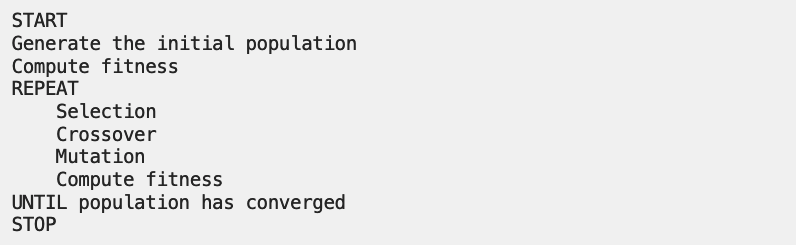 START
Generate the initial population
Compute fitness
REPEAT
    Selection
    Crossover
    Mutation
    Compute fitness
UNTIL population has converged
STOP